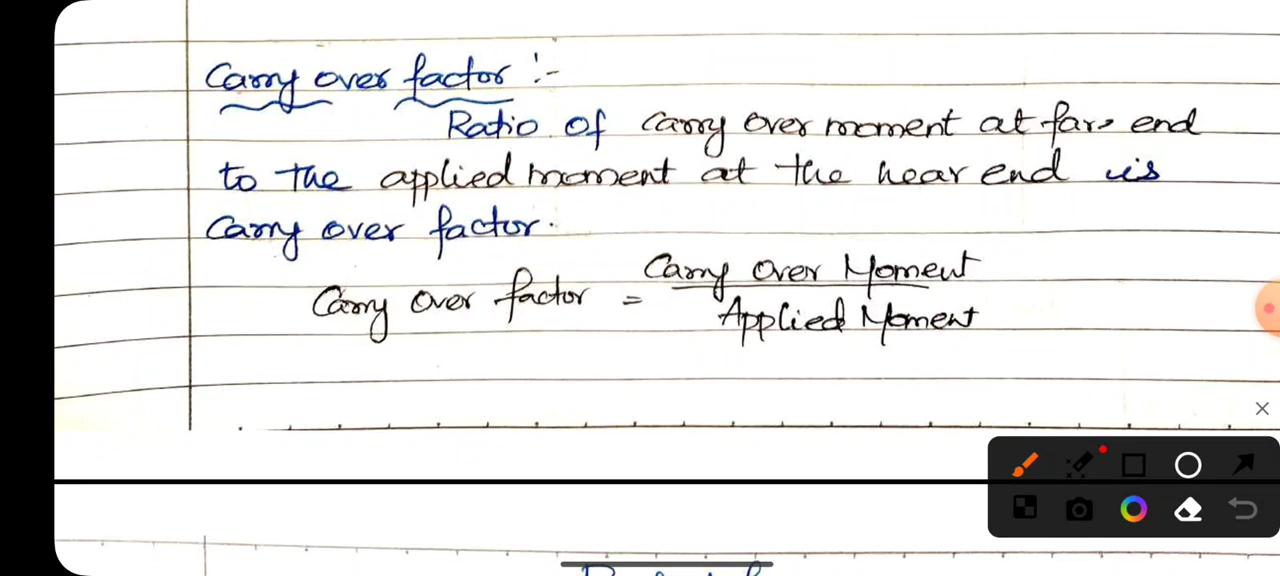 Carry over factor :-
Ratio of carry over moment at far end
to the applied moment at the near end is
Carry over factor.
Carry over factor = Carry Over Moment
Applied Moment